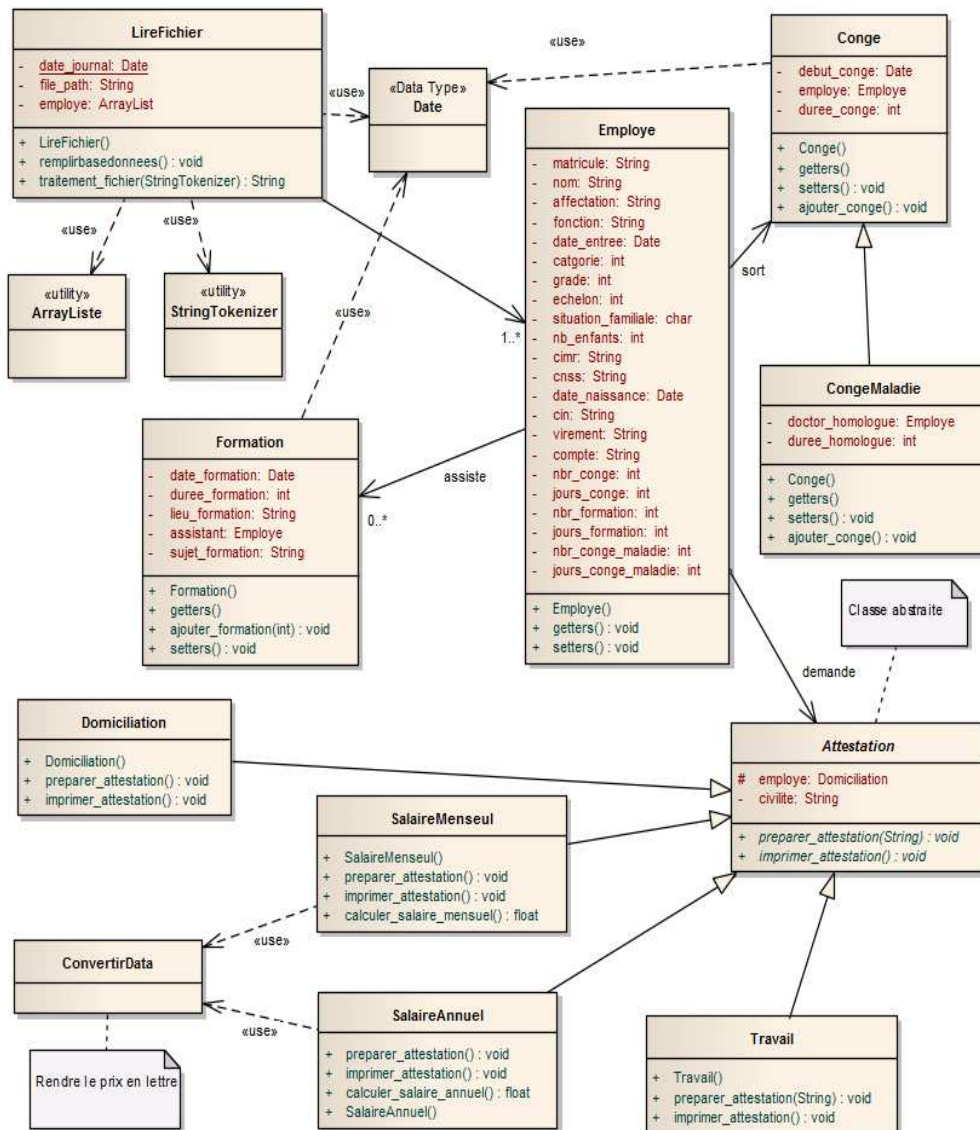 LireFichier
- date_journal: Date
- file_path: String
- employe: ArrayList
+ LireFichier()
+ remplirbasedonnees() : void
+ traitement_fichier(StringTokenizer) : String
«use»
«use»
«Data Type»
Date
Conge
- debut_conge: Date
- employe: Employe
- duree_conge: int
+ Conge()
+ getters()
+ setters() : void
+ ajouter_conge() : void
Employe
- matricule: String
- nom: String
- affectation: String
- fonction: String
- date_entree: Date
- catgorie: int
- grade: int
- echelon: int
- situation_familiale: char
- nb_enfants: int
- cimr: String
- cnss: String
- date_naissance: Date
- cin: String
- virement: String
- compte: String
- nbr_conge: int
- jours_conge: int
- nbr_formation: int
- jours_formation: int
- nbr_conge_maladie: int
- jours_conge_maladie: int
+ Employe()
+ getters() : void
+ setters() : void
«use»
«use»
«utility»
ArrayListe
«utility»
StringTokenizer
«use»
1..*
sort
CongeMaladie
- doctor_homologue: Employe
- duree_homologue: int
+ Conge()
+ getters()
+ setters() : void
+ ajouter_conge() : void
Formation
- date_formation: Date
- duree_formation: int
- lieu_formation: String
- assistant: Employe
- sujet_formation: String
+ Formation()
+ getters()
+ ajouter_formation(int) : void
+ setters() : void
assiste
0..*
Classe abstraite
demande
Domiciliation
+ Domiciliation()
+ preparer_attestation() : void
+ imprimer_attestation() : void
Attestation
# employe: Domiciliation
- civilite: String
+ preparer_attestation(String) : void
+ imprimer_attestation() : void
SalaireMenseul
+ SalaireMenseul()
+ preparer_attestation() : void
+ imprimer_attestation() : void
+ calculer_salaire_mensuel() : float
«use»
ConvertirData
«use»
Rendre le prix en lettre
SalaireAnnuel
+ preparer_attestation() : void
+ imprimer_attestation() : void
+ calculer_salaire_annuel() : float
+ SalaireAnnuel()
Travail
+ Travail()
+ preparer_attestation(String) : void
+ imprimer_attestation() : void